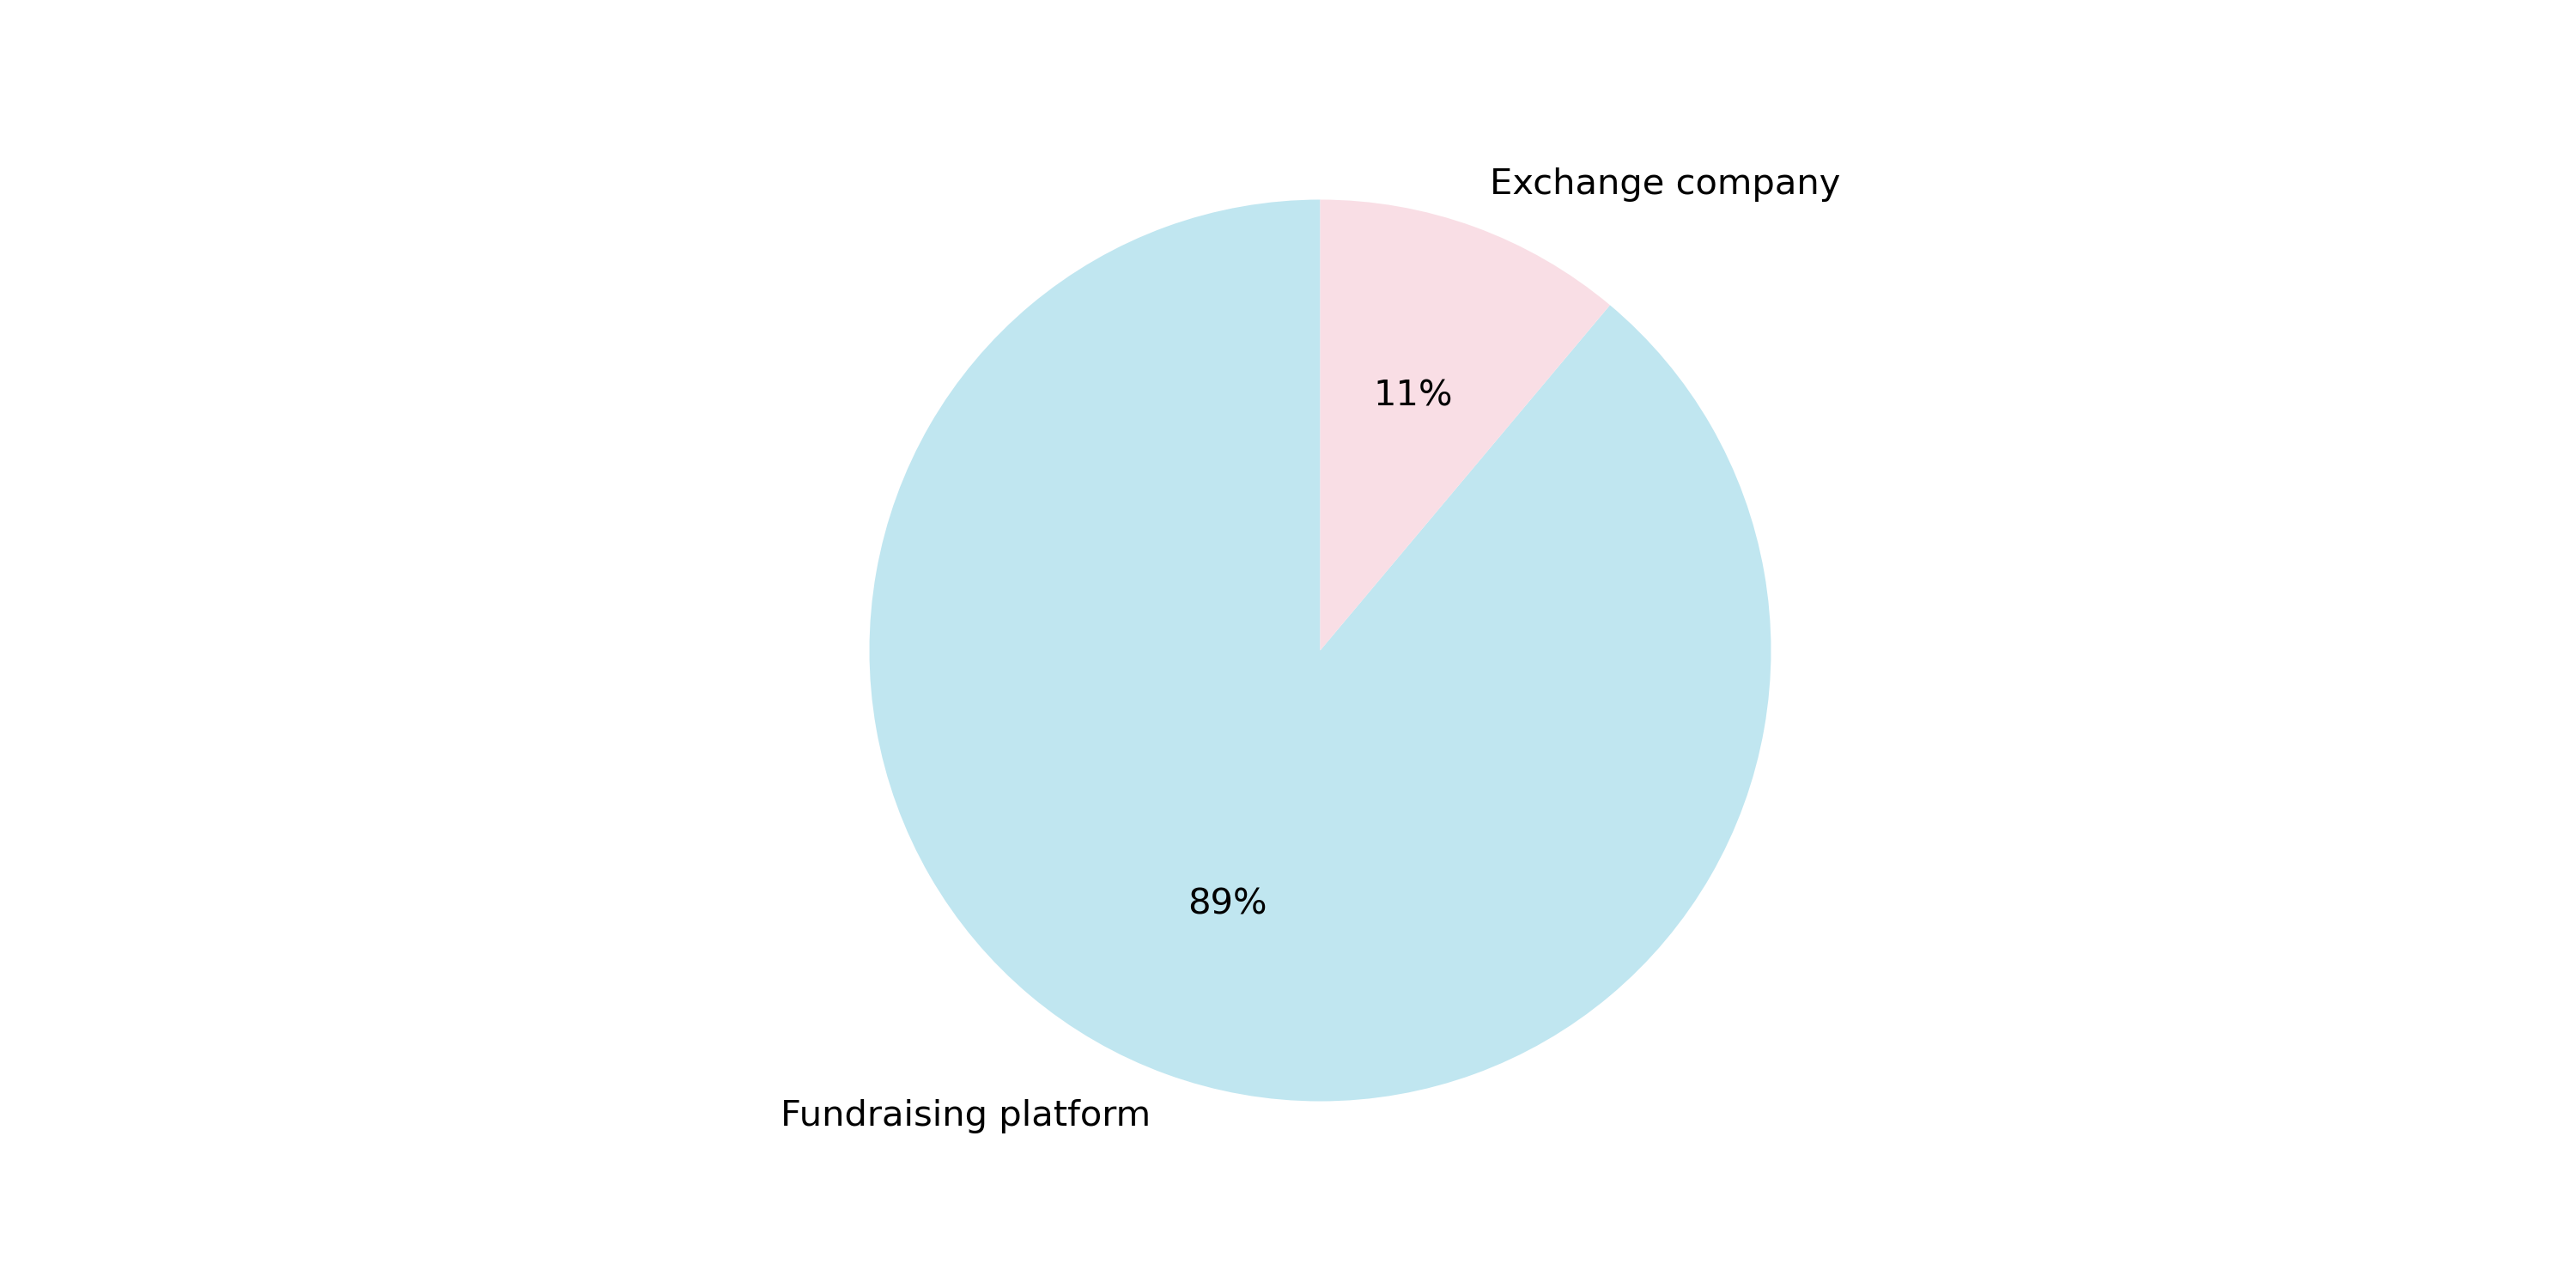 Exchange company
11%
89%
Fundraising platform